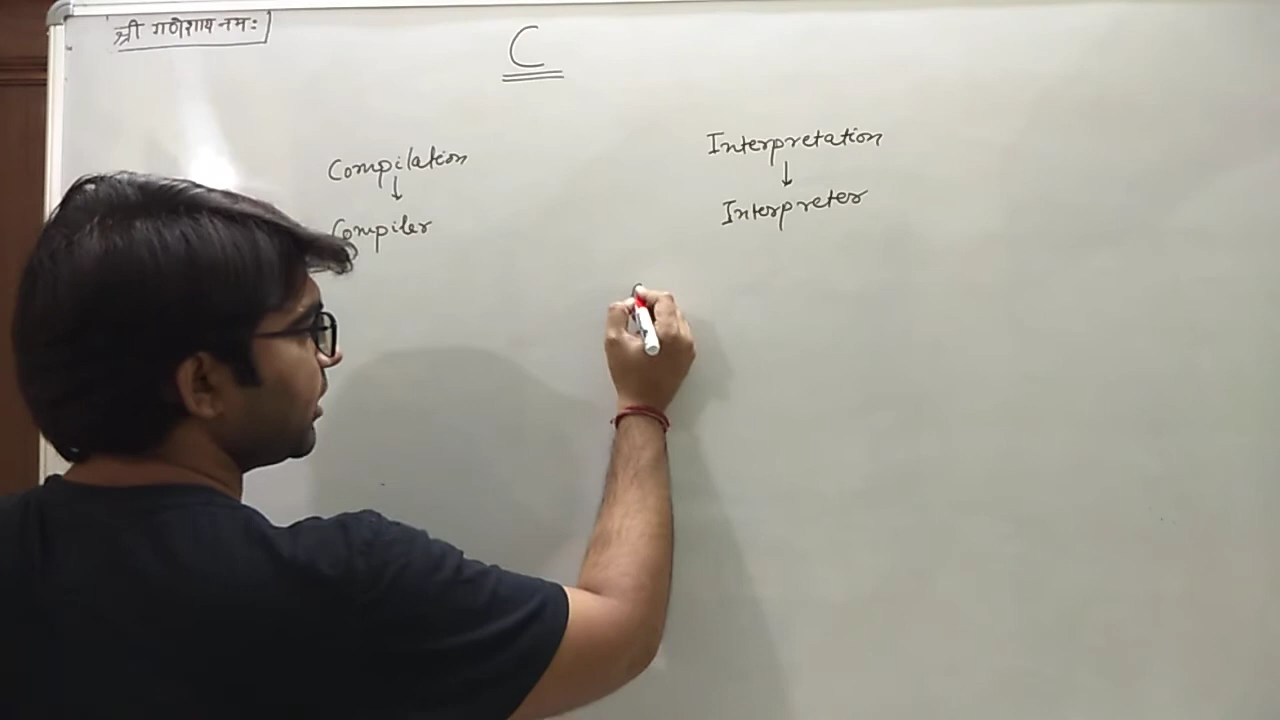 श्री गणेशाय नमः
C
Compilation
↓
Compiler
Interpretation
↓
Interpreter